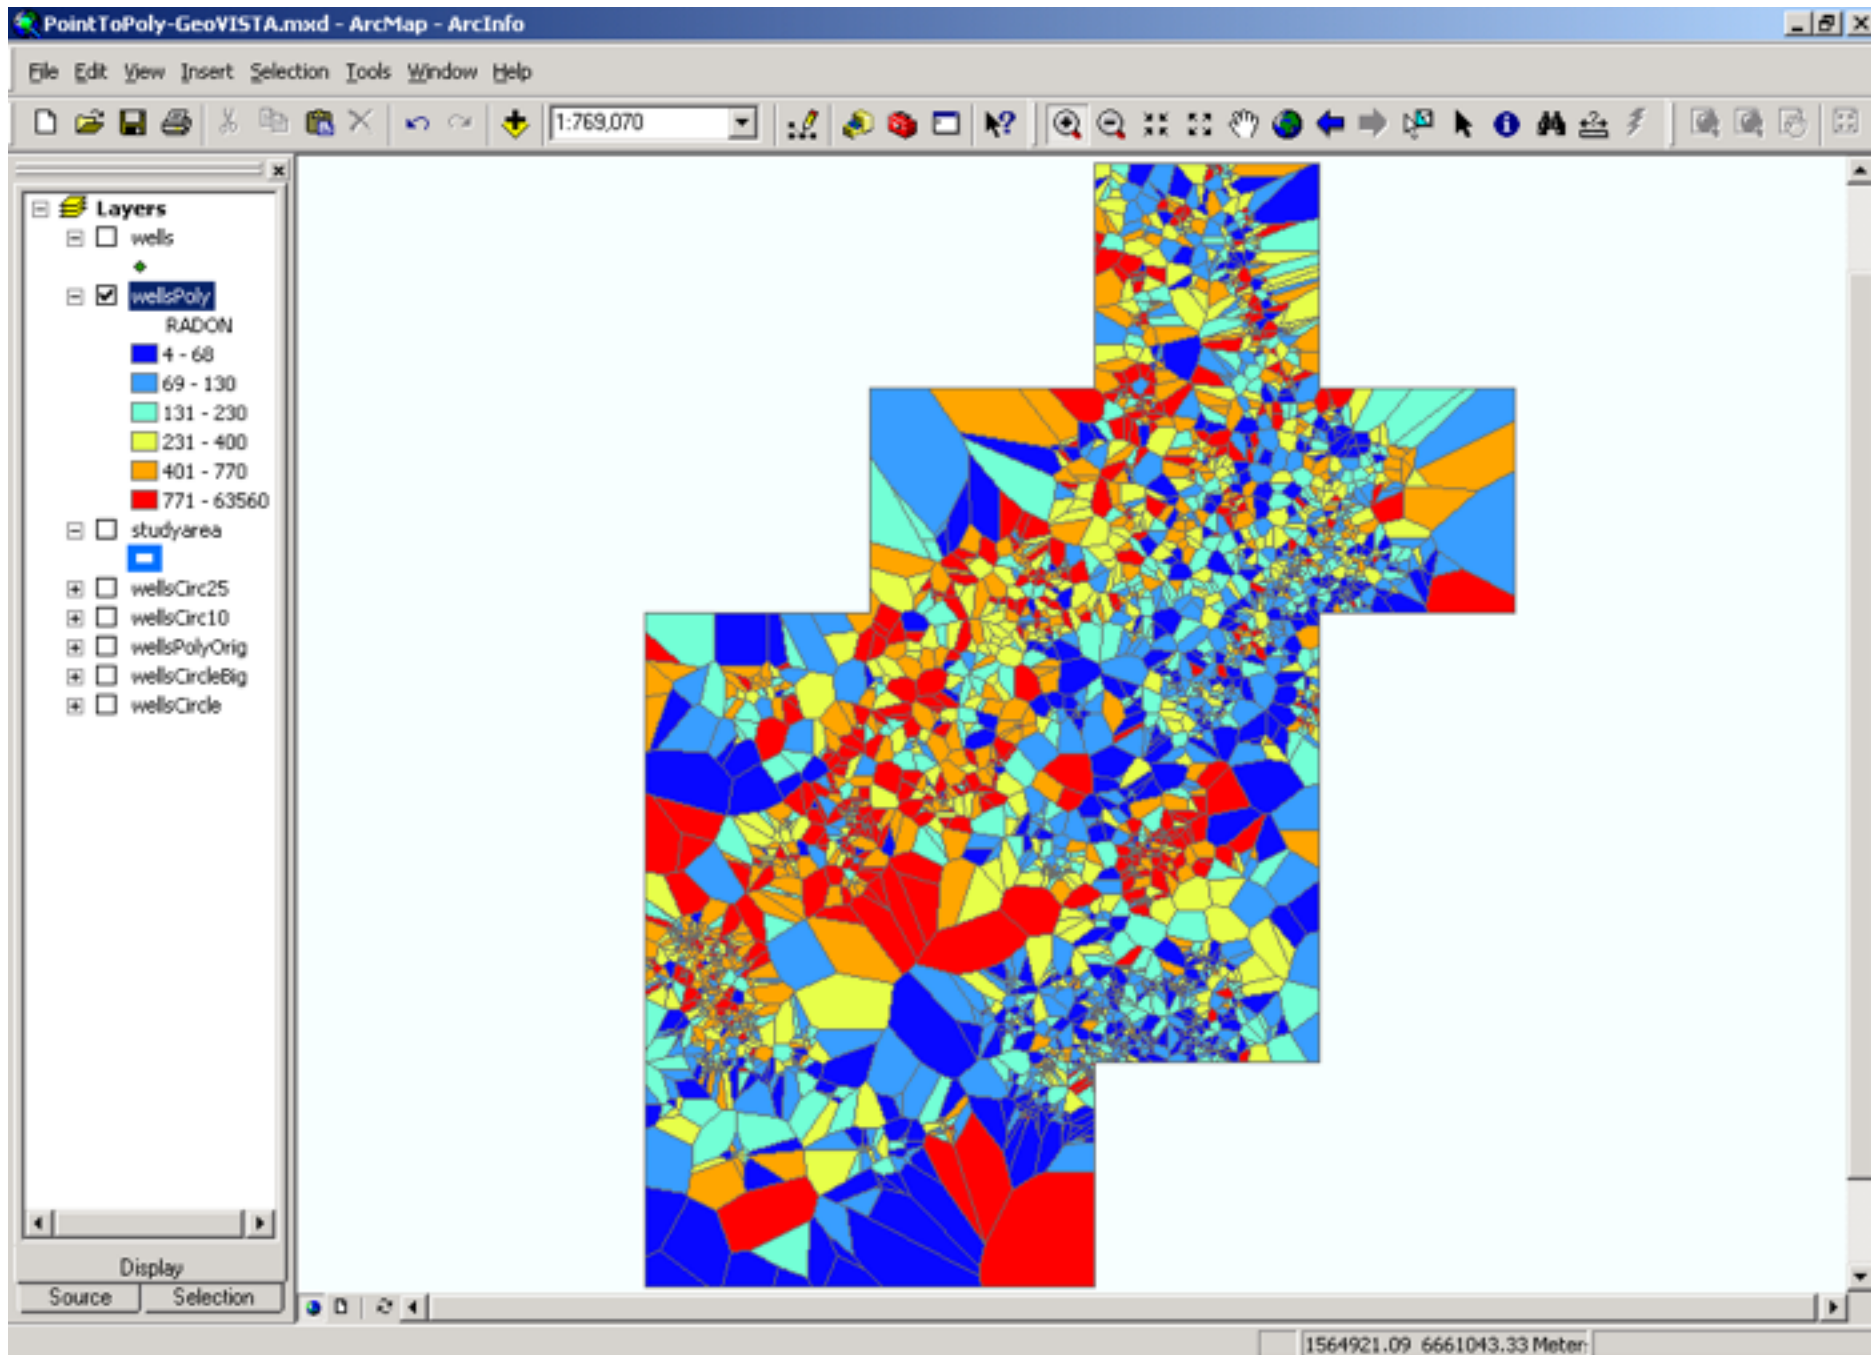 PointToPoly-GeoVISTA.mxd - ArcMap - ArcInfo
File Edit View Insert Selection Tools Window Help
1:769,070
Layers
wells
wellsPoly
RADON
4 - 68
69 - 130
131 - 230
231 - 400
401 - 770
771 - 63560
studyarea
wellsCirc25
wellsCirc10
wellsPolyOrig
wellsCircleBig
wellsCircle
Display
Source Selection
1564921.09 6661043.33 Meter